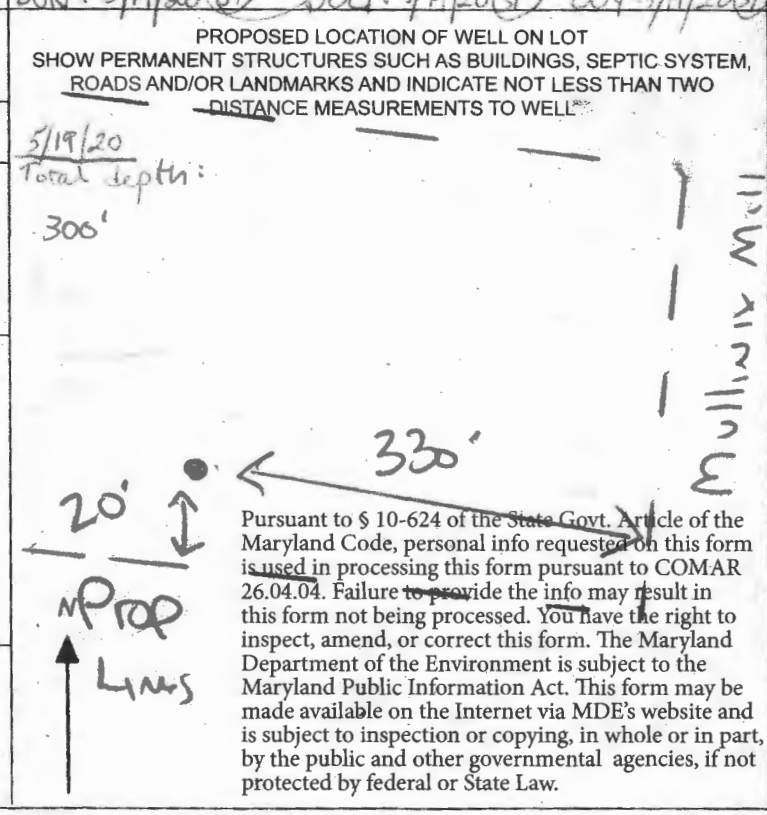 PROPOSED LOCATION OF WELL ON LOT
SHOW PERMANENT STRUCTURES SUCH AS BUILDINGS, SEPTIC SYSTEM,
ROADS AND/OR LANDMARKS AND INDICATE NOT LESS THAN TWO
DISTANCE MEASUREMENTS TO WELL
5/19/20
Total depth:
300'
Mullinix Mill
330'
20'
N
Prop
Lines
Pursuant to § 10-624 of the State Govt. Article of the
Maryland Code, personal info requested on this form
is used in processing this form pursuant to COMAR
26.04.04. Failure to provide the info may result in
this form not being processed. You have the right to
inspect, amend, or correct this form. The Maryland
Department of the Environment is subject to the
Maryland Public Information Act. This form may be
made available on the Internet via MDE's website and
is subject to inspection or copying, in whole or in part,
by the public and other governmental agencies, if not
protected by federal or State Law.